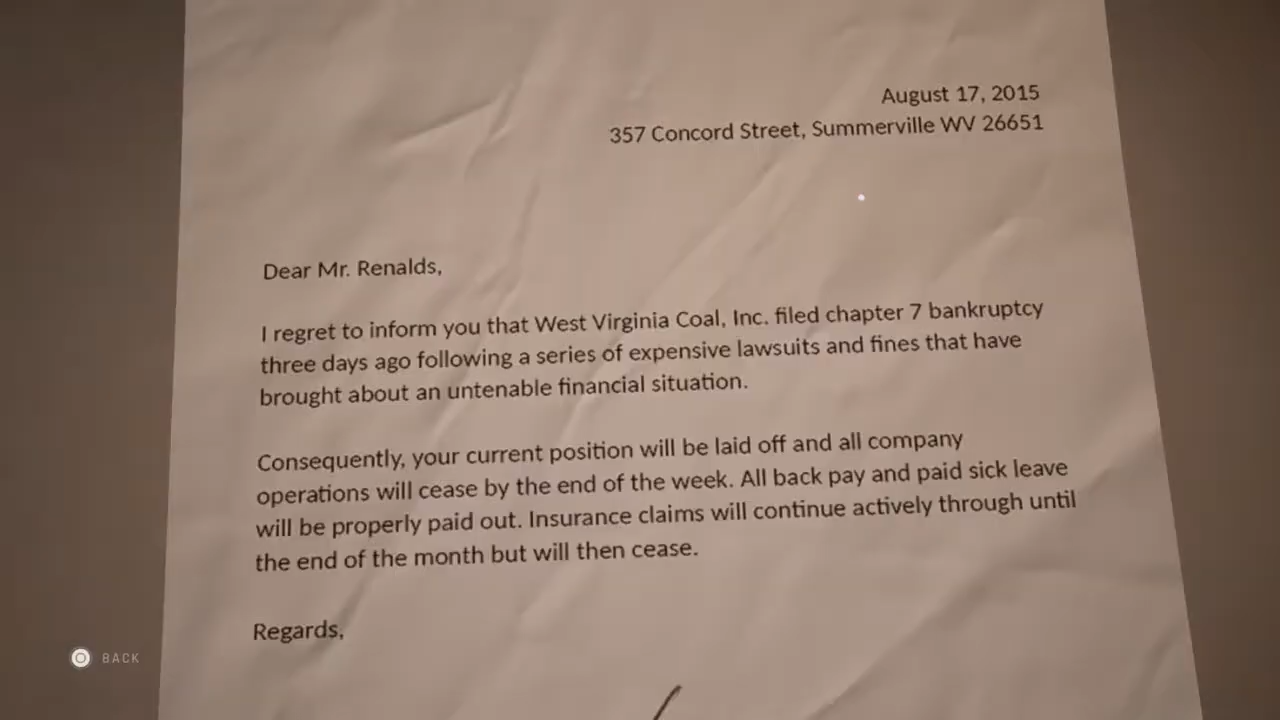 August 17, 2015
357 Concord Street, Summerville WV 26651
Dear Mr. Renalds,
I regret to inform you that West Virginia Coal, Inc. filed chapter 7 bankruptcy
three days ago following a series of expensive lawsuits and fines that have
brought about an untenable financial situation.
Consequently, your current position will be laid off and all company
operations will cease by the end of the week. All back pay and paid sick leave
will be properly paid out. Insurance claims will continue actively through until
the end of the month but will then cease.
Regards,
BACK